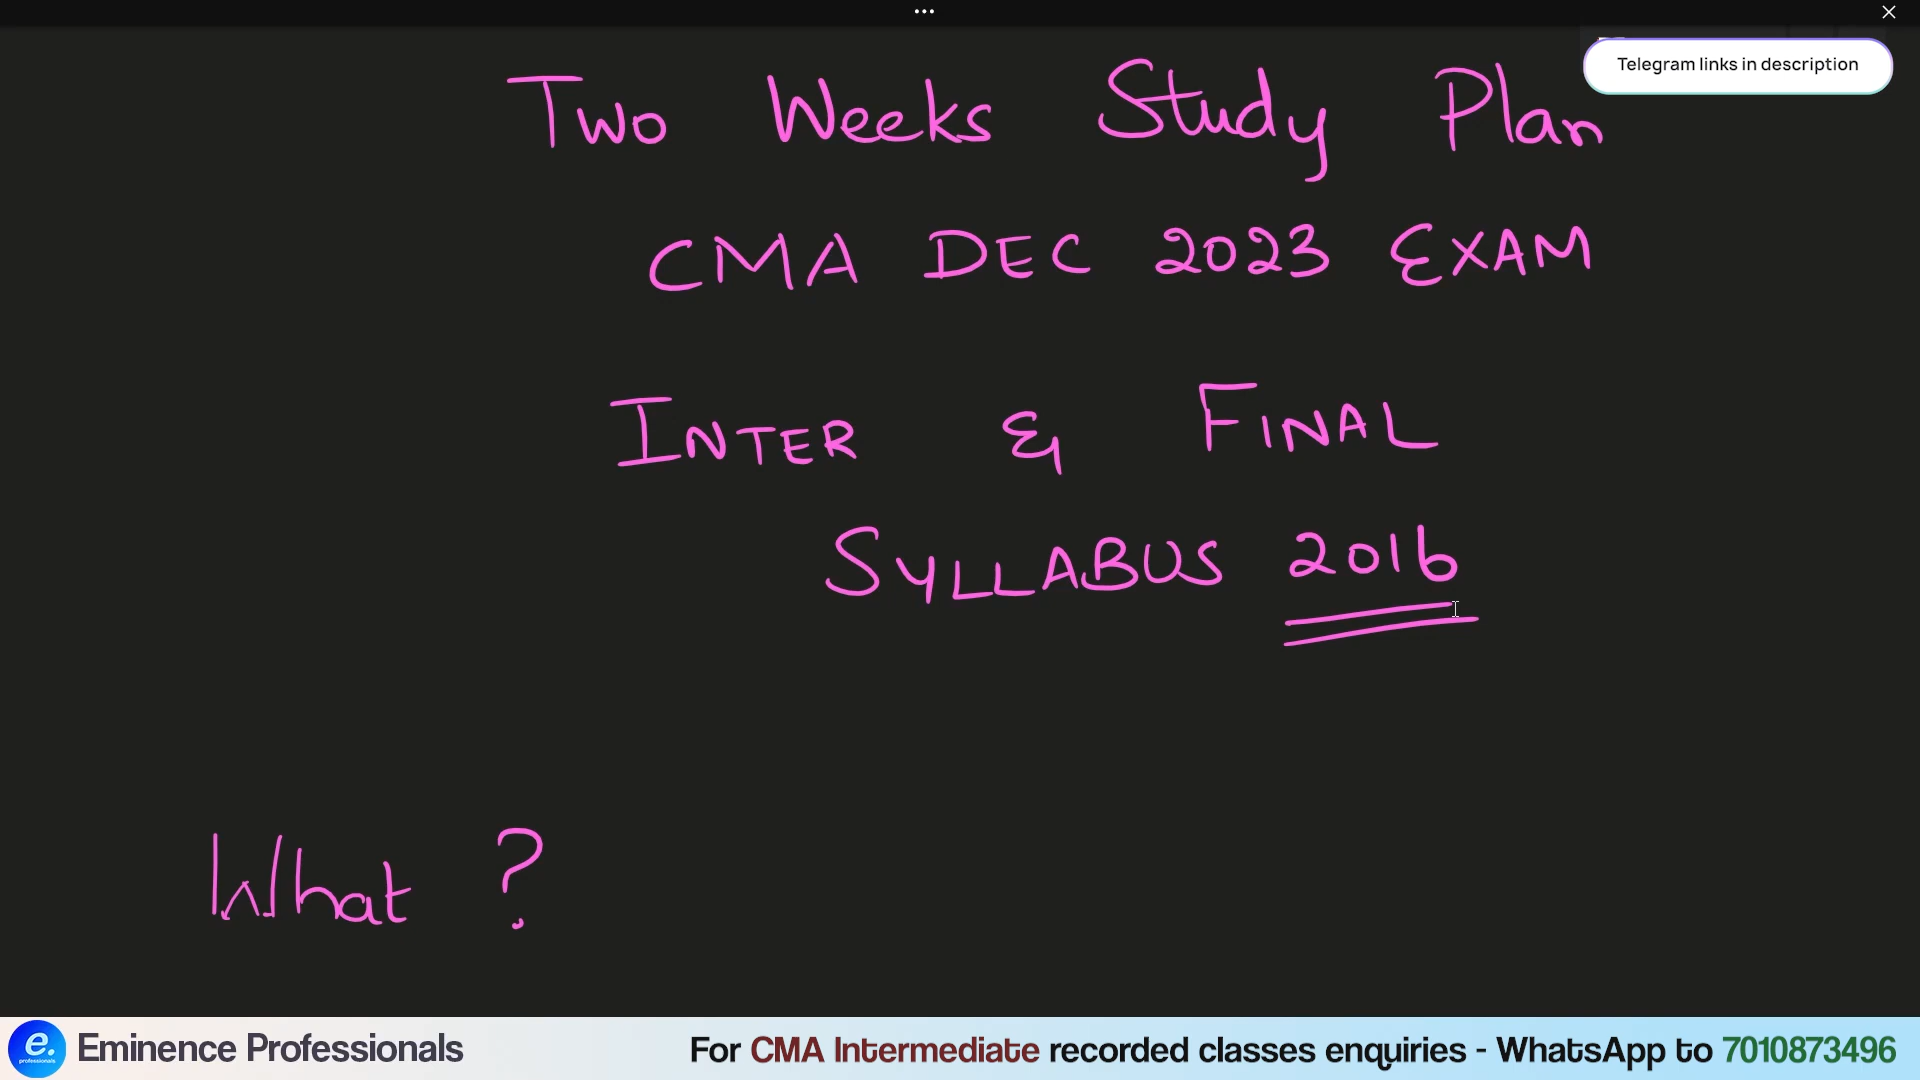 Telegram links in description
Two Weeks Study Plan
CMA DEC 2023 EXAM
INTER & FINAL
SYLLABUS 2016
What ?
e. professionals
Eminence Professionals
For CMA Intermediate recorded classes enquiries - WhatsApp to 7010873496